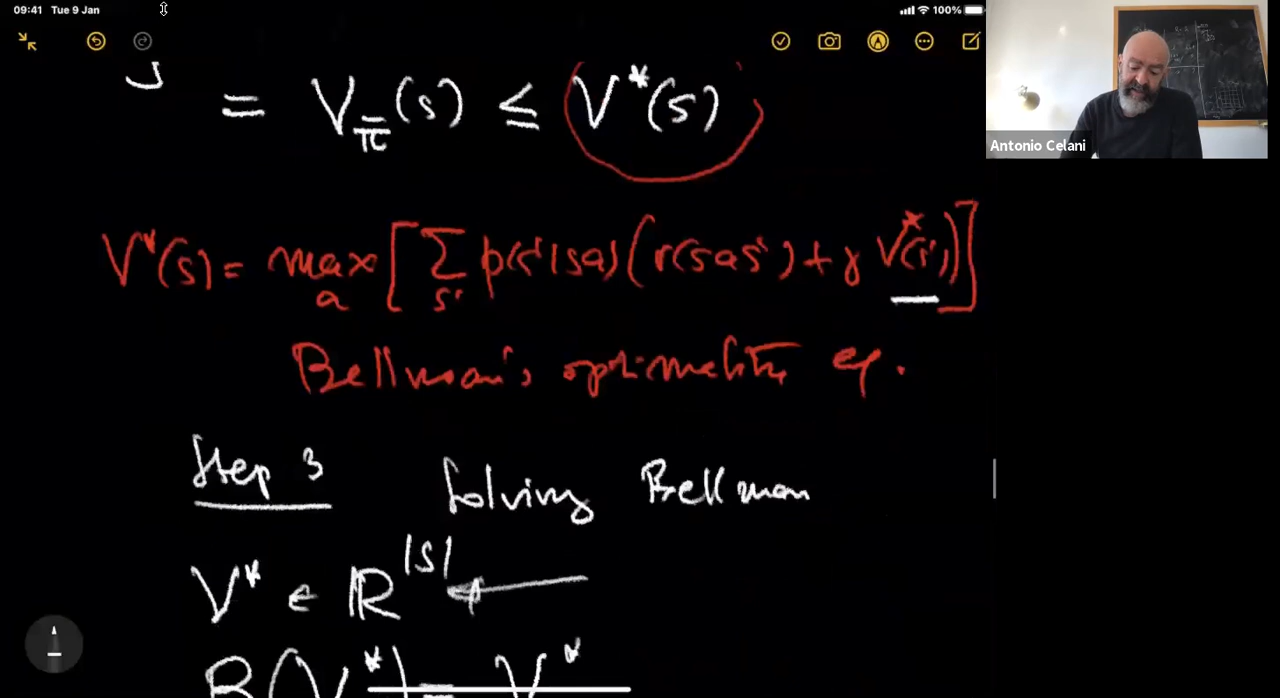 09:41 Tue 9 Jan 100%
Antonio Celani
= V_π̄(s) ≤ V*(s)
V*(s) = max_a [ Σ_s' p(s'|sa) ( r(sas') + γ V*(s') ) ]
Bellman's optimality eq.
Step 3 Solving Bellman
V* ∈ ℝ^|S|
B(V*) = V*